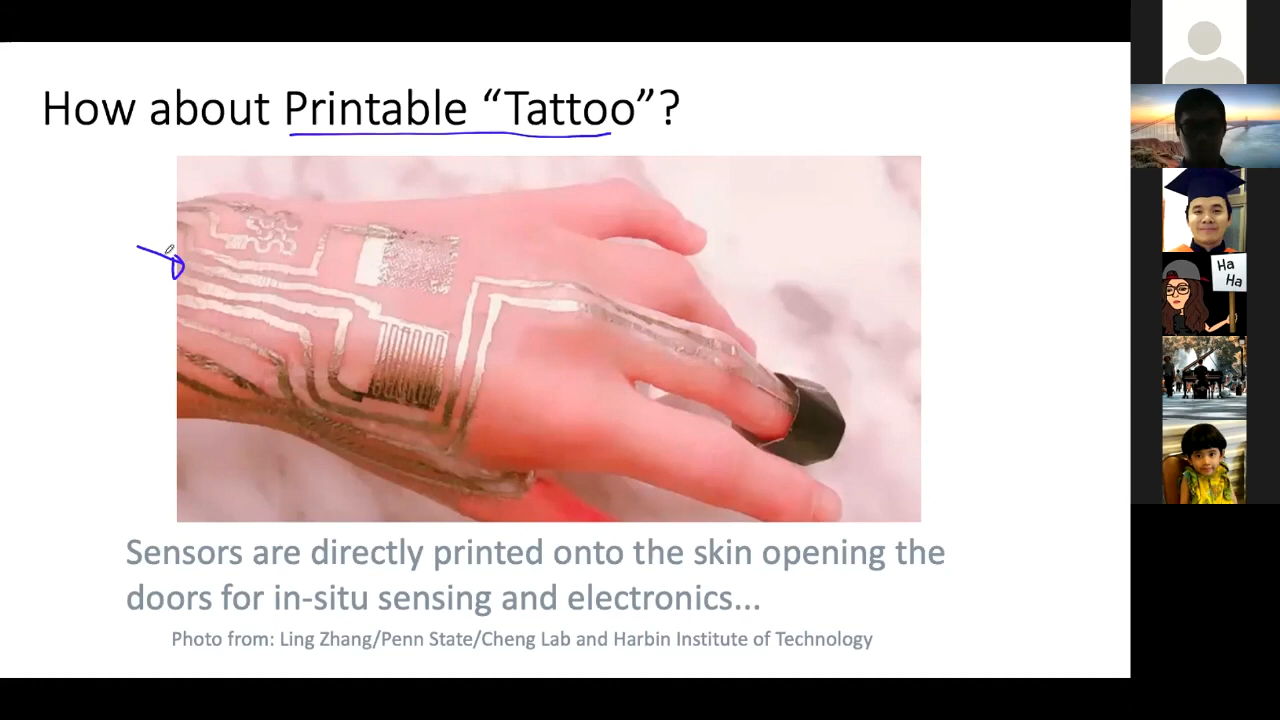 How about Printable “Tattoo”?
Sensors are directly printed onto the skin opening the
doors for in-situ sensing and electronics...
Photo from: Ling Zhang/Penn State/Cheng Lab and Harbin Institute of Technology
Ha
Ha